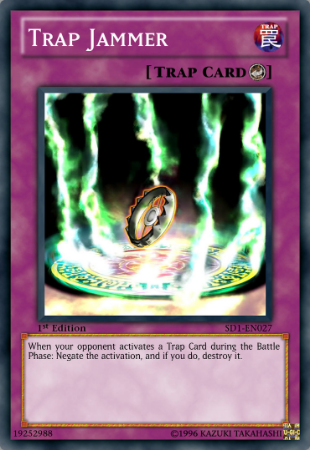 Trap Jammer
TRAP
罠
[Trap Card]
1st Edition
SD1-EN027
When your opponent activates a Trap Card during the Battle
Phase: Negate the activation, and if you do, destroy it.
19252988
©1996 KAZUKI TAKAHASHI